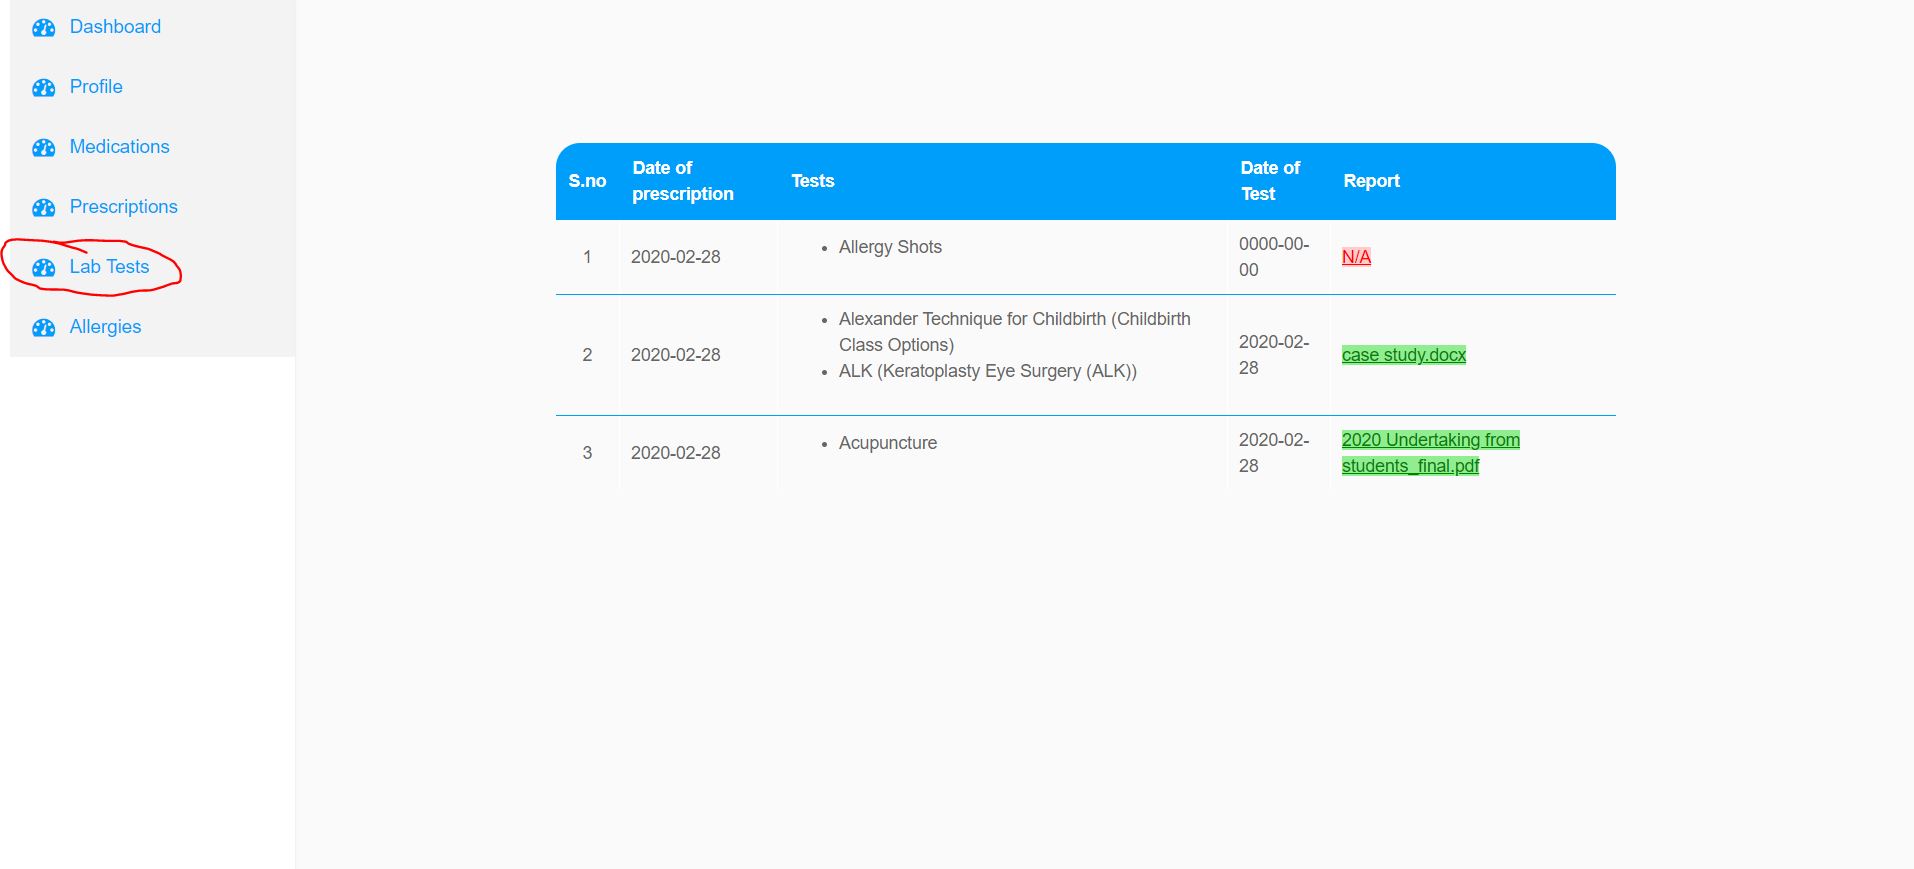 Dashboard
Profile
Medications
Prescriptions
Lab Tests
Allergies
S.no
Date of
prescription
Tests
Date of
Test
Report
1
2020-02-28
Allergy Shots
0000-00-
00
N/A
2
2020-02-28
Alexander Technique for Childbirth (Childbirth
Class Options)
ALK (Keratoplasty Eye Surgery (ALK))
2020-02-
28
case study.docx
3
2020-02-28
Acupuncture
2020-02-
28
2020 Undertaking from
students_final.pdf